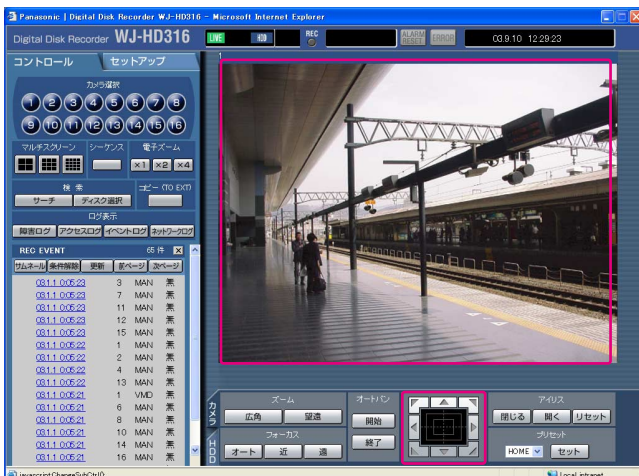 Panasonic | Digital Disk Recorder WJ-HD316 - Microsoft Internet Explorer
Digital Disk Recorder WJ-HD316
LIVE HDD REC ALARM RESET ERROR 03.9.10 12:29:23
コントロール セットアップ
1
カメラ選択
1 2 3 4 5 6 7 8
9 10 11 12 13 14 15 16
マルチスクリーン シーケンス 電子ズーム
×1 ×2 ×4
検索 コピー (TO EXT)
サーチ ディスク選択
ログ表示
障害ログ アクセスログ イベントログ ネットワークログ
REC EVENT 65 件 X
サムネール 条件解除 更新 前ページ 次ページ
03.1.1 0:05:23 3 MAN 無
03.1.1 0:05:23 7 MAN 無
03.1.1 0:05:23 11 MAN 無
03.1.1 0:05:23 12 MAN 無
03.1.1 0:05:23 15 MAN 無
03.1.1 0:05:22 1 MAN 無
03.1.1 0:05:22 2 MAN 無
03.1.1 0:05:22 4 MAN 無
03.1.1 0:05:22 13 MAN 無
03.1.1 0:05:21 1 VMD 無
03.1.1 0:05:21 6 MAN 無
03.1.1 0:05:21 8 MAN 無
03.1.1 0:05:21 10 MAN 無
03.1.1 0:05:21 14 MAN 無
03.1.1 0:05:21 16 MAN 無
カメラ
HDD
ズーム
広角 望遠
フォーカス
オート 近 遠
オートパン
開始
終了
アイリス
閉じる 開く リセット
プリセット
HOME セット
javascript:ChangeSubCtrl()
Local intranet